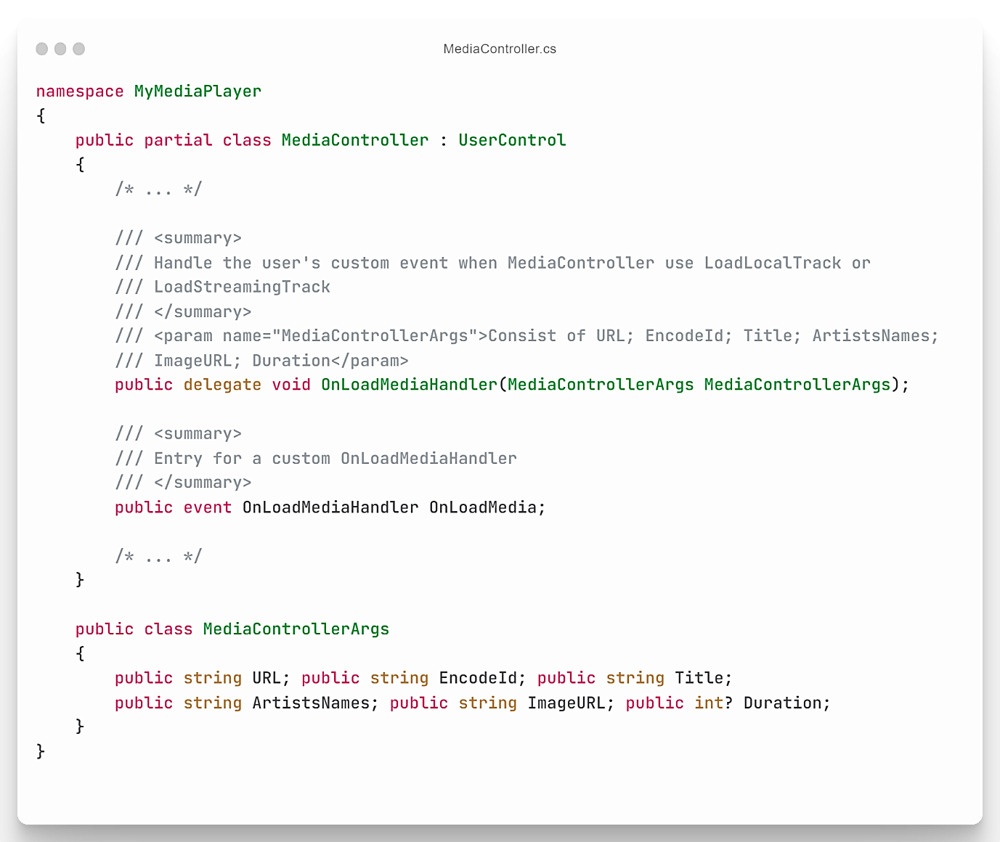 MediaController.cs
namespace MyMediaPlayer
{
    public partial class MediaController : UserControl
    {
        /* ... */

        /// <summary>
        /// Handle the user's custom event when MediaController use LoadLocalTrack or
        /// LoadStreamingTrack
        /// </summary>
        /// <param name="MediaControllerArgs">Consist of URL; EncodeId; Title; ArtistsNames;
        /// ImageURL; Duration</param>
        public delegate void OnLoadMediaHandler(MediaControllerArgs MediaControllerArgs);

        /// <summary>
        /// Entry for a custom OnLoadMediaHandler
        /// </summary>
        public event OnLoadMediaHandler OnLoadMedia;

        /* ... */
    }

    public class MediaControllerArgs
    {
        public string URL; public string EncodeId; public string Title;
        public string ArtistsNames; public string ImageURL; public int? Duration;
    }
}